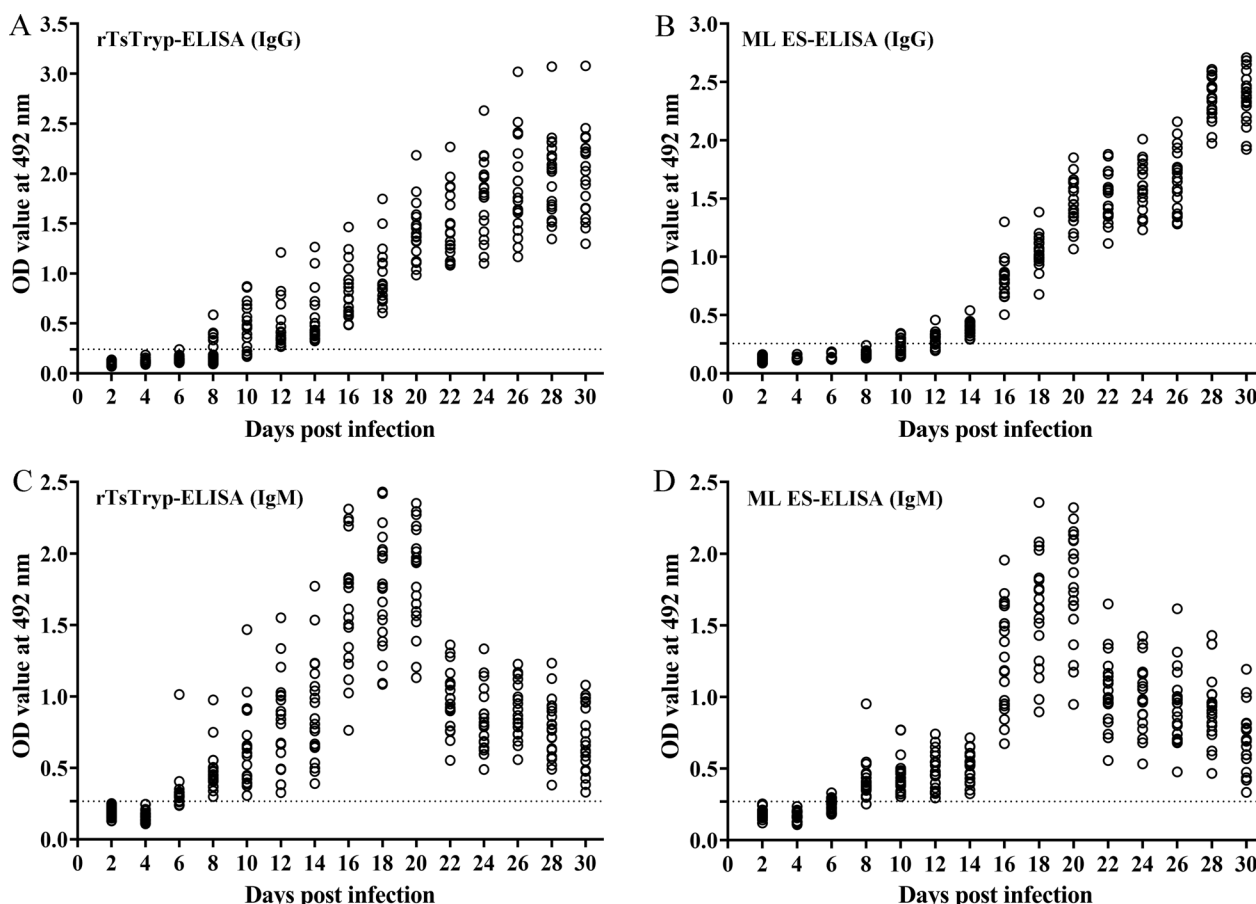 A
rTsTryp-ELISA (IgG)
OD value at 492 nm
3.5
3.0
2.5
2.0
1.5
1.0
0.5
0.0
0 2 4 6 8 10 12 14 16 18 20 22 24 26 28 30
Days post infection
B
ML ES-ELISA (IgG)
OD value at 492 nm
3.0
2.5
2.0
1.5
1.0
0.5
0.0
0 2 4 6 8 10 12 14 16 18 20 22 24 26 28 30
Days post infection
C
rTsTryp-ELISA (IgM)
OD value at 492 nm
2.5
2.0
1.5
1.0
0.5
0.0
0 2 4 6 8 10 12 14 16 18 20 22 24 26 28 30
Days post infection
D
ML ES-ELISA (IgM)
OD value at 492 nm
2.5
2.0
1.5
1.0
0.5
0.0
0 2 4 6 8 10 12 14 16 18 20 22 24 26 28 30
Days post infection